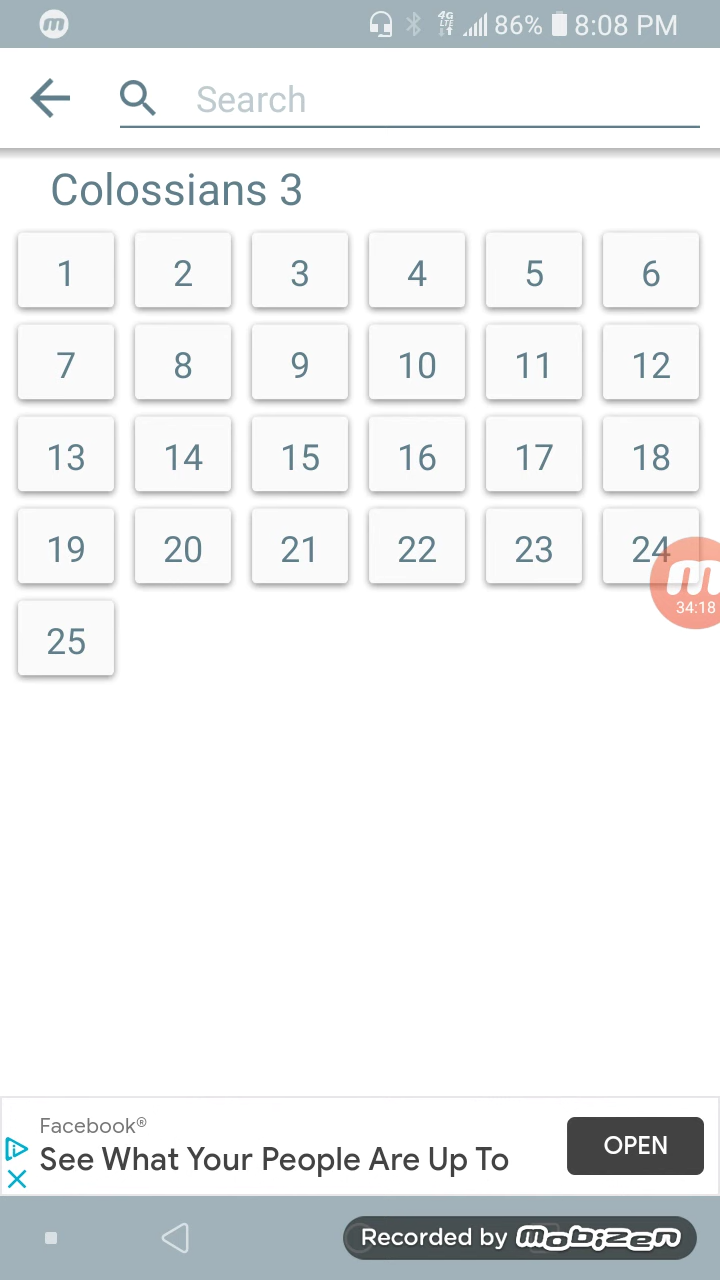 m 4G LTE 86% 8:08 PM
Search
Colossians 3
1 2 3 4 5 6
7 8 9 10 11 12
13 14 15 16 17 18
19 20 21 22 23 24
m
34:18
25
Facebook®
See What Your People Are Up To
OPEN
Recorded by mobizen